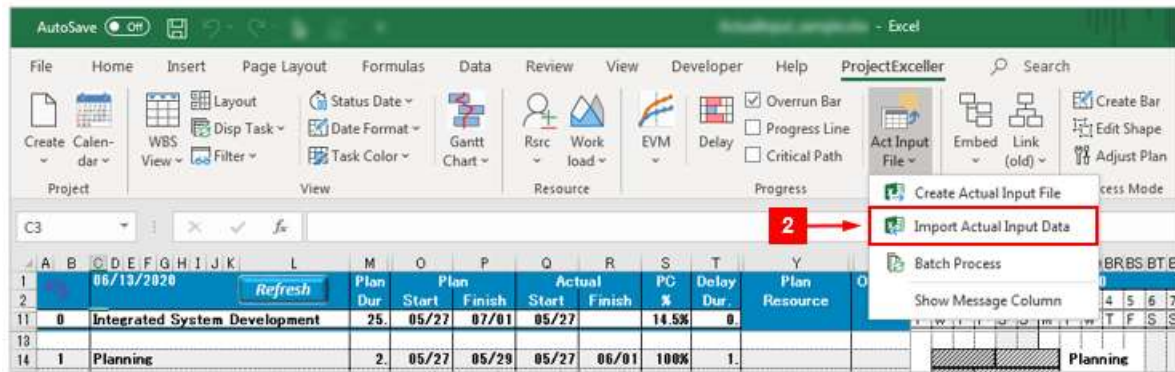 AutoSave Off - Excel
File Home Insert Page Layout Formulas Data Review View Developer Help ProjectExceller Search
Create Calen-dar WBS View Layout Disp Task Filter Status Date Date Format Task Color Gantt Chart Rsrc Work load EVM Delay Overrun Bar Progress Line Critical Path Act Input File Embed Link (old) Create Bar Edit Shape Adjust Plan
Project View Resource Progress cess Mode
Create Actual Input File
2 Import Actual Input Data
Batch Process
Show Message Column
C3 fx
A B C D E F G H I J K L M O P Q R S T Y BR BS BT
1 06/13/2020 Refresh Plan Plan Actual PC Delay Plan
2 Dur Start Finish Start Finish % Dur. Resource 4 5 6
11 0 Integrated System Development 25. 05/27 07/01 05/27 14.5% 0.
13
14 1 Planning 2. 05/27 05/29 05/27 06/01 100% 1. Planning